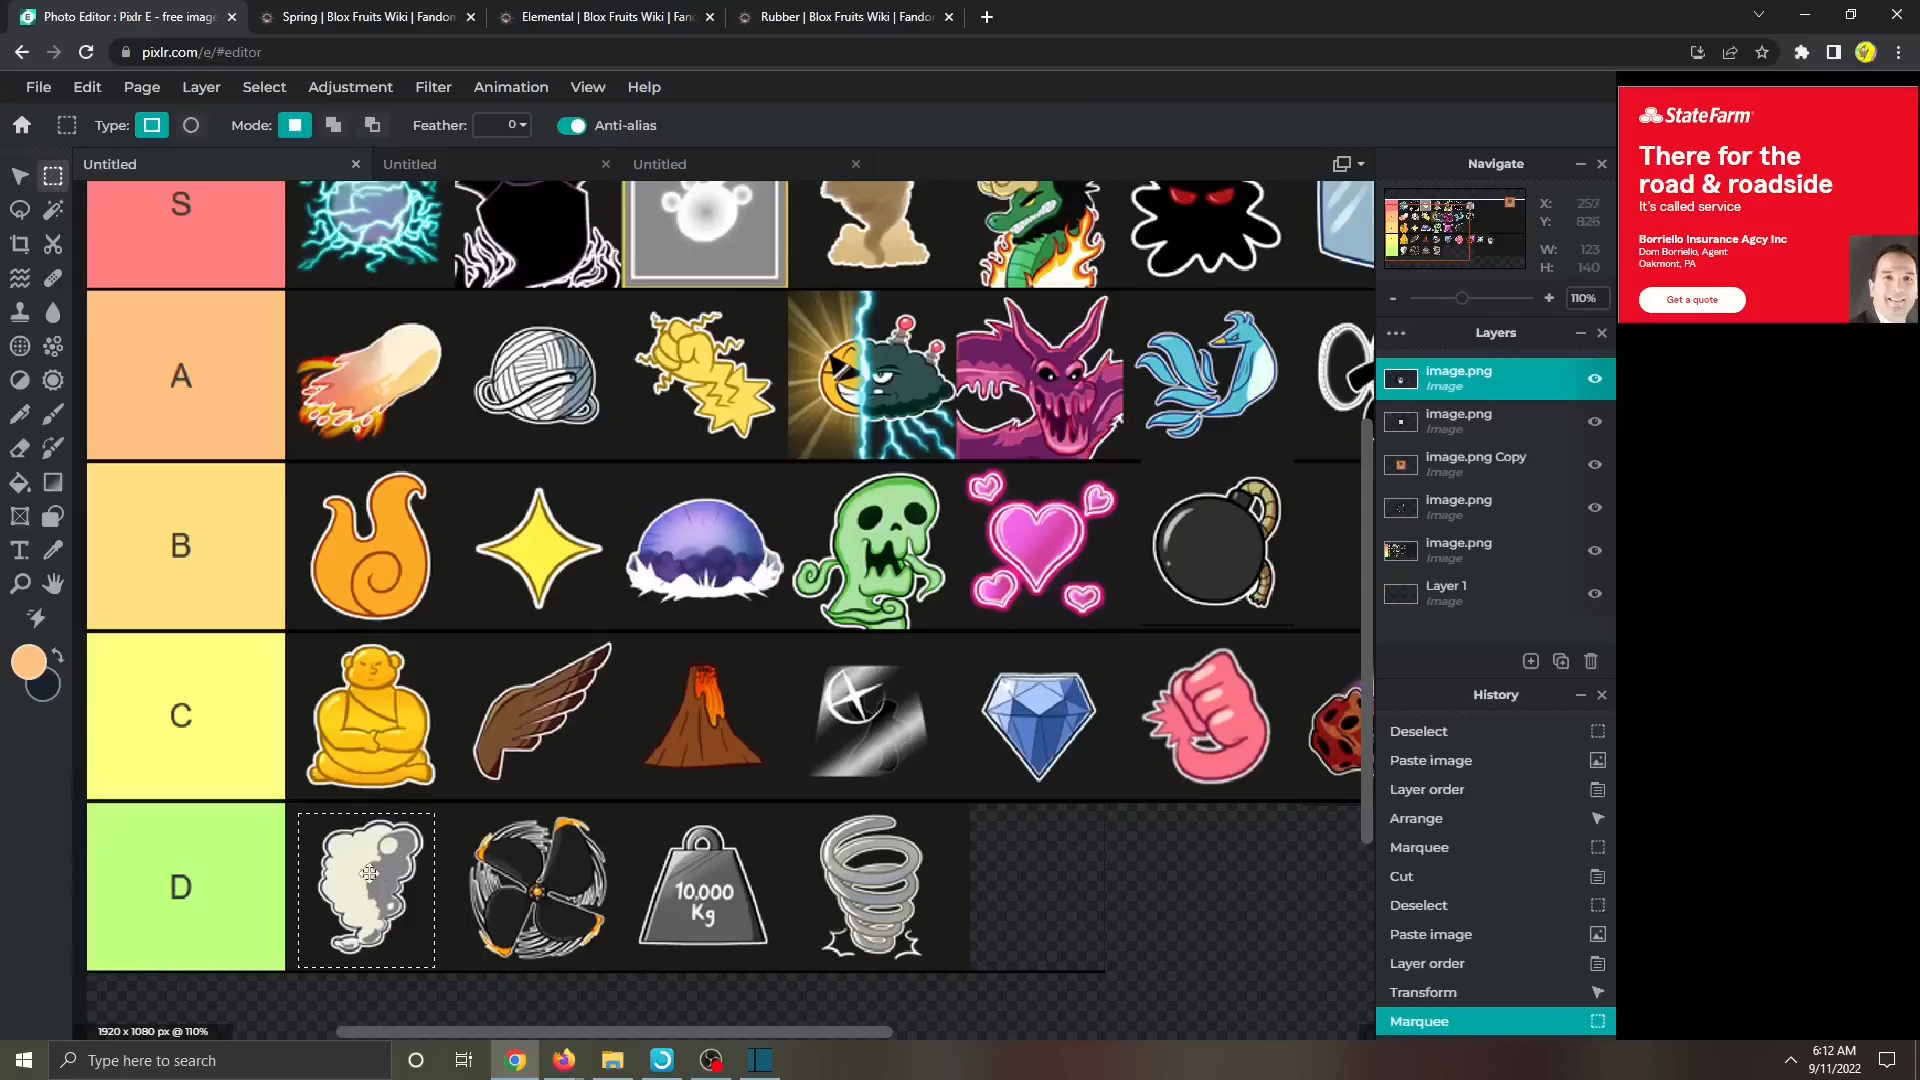 Photo Editor : Pixlr E - free image
Spring | Blox Fruits Wiki | Fandom
Elemental | Blox Fruits Wiki | Fan
Rubber | Blox Fruits Wiki | Fandor
pixlr.com/e/#editor
File Edit Page Layer Select Adjustment Filter Animation View Help
Type: Mode: Feather: 0 Anti-alias
Untitled Untitled Untitled
Navigate
X: 257
Y: 826
W: 123
H: 140
110%
Layers
image.png
Image
image.png
Image
image.png Copy
Image
image.png
Image
image.png
Image
Layer 1
Image
History
Deselect
Paste image
Layer order
Arrange
Marquee
Cut
Deselect
Paste image
Layer order
Transform
Marquee
S
A
B
C
D
10,000
Kg
1920 x 1080 px @ 110%
StateFarm
There for the
road & roadside
It's called service
Borriello Insurance Agcy Inc
Dom Borriello, Agent
Oakmont, PA
Get a quote
Type here to search
6:12 AM
9/11/2022